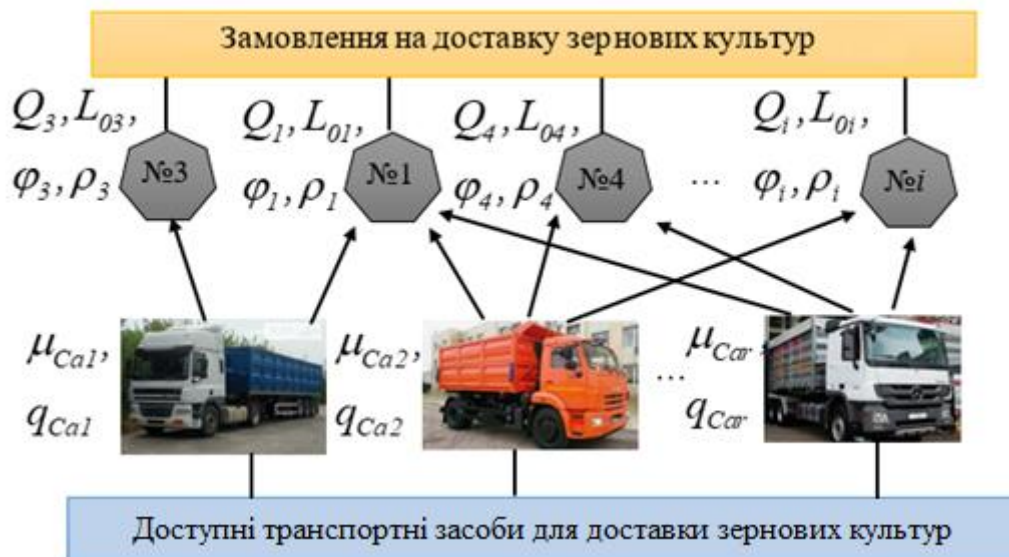 Замовлення на доставку зернових культур
Q3, L03, Q1, L01, Q4, L04, Qi, L0i,
№3 №1 №4 №i
φ3, ρ3 φ1, ρ1 φ4, ρ4 ... φi, ρi
μCa1, μCa2, μCar,
...
qCa1 qCa2 qCar
Доступні транспортні засоби для доставки зернових культур